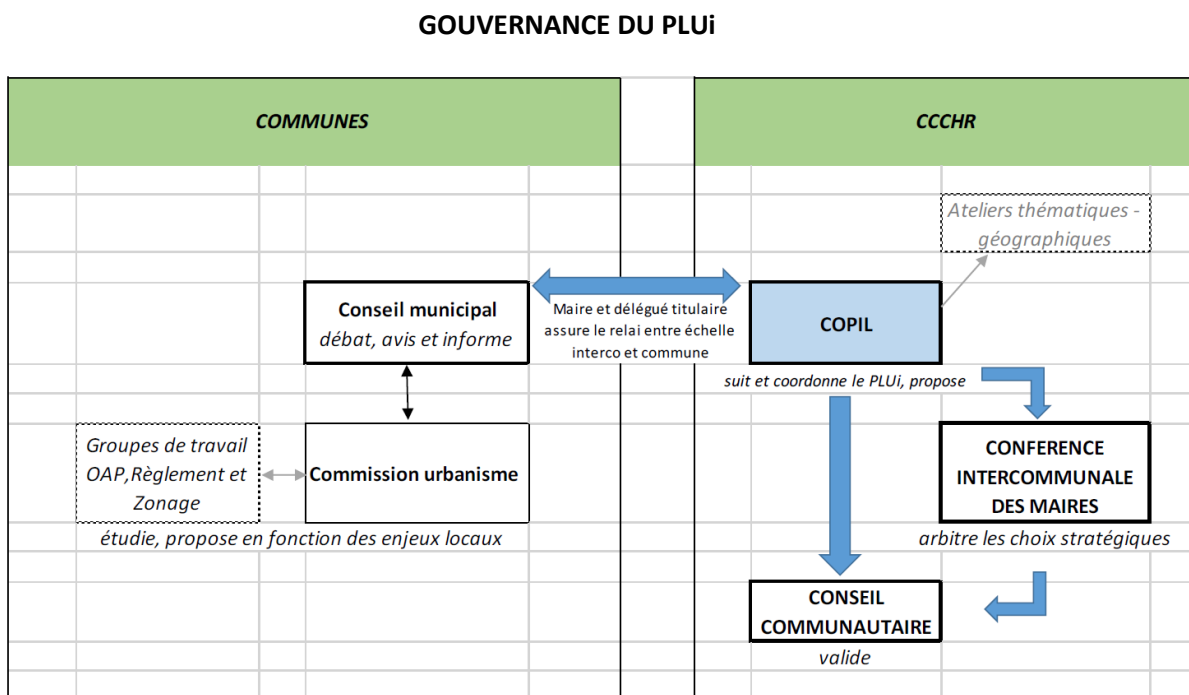 GOUVERNANCE DU PLUi
COMMUNES
CCCHR
Ateliers thématiques -
géographiques
Conseil municipal
débat, avis et informe
Maire et délégué titulaire
assure le relai entre échelle
interco et commune
COPIL
suit et coordonne le PLUi, propose
Groupes de travail
OAP,Règlement et
Zonage
Commission urbanisme
étudie, propose en fonction des enjeux locaux
CONFERENCE
INTERCOMMUNALE
DES MAIRES
arbitre les choix stratégiques
CONSEIL
COMMUNAUTAIRE
valide